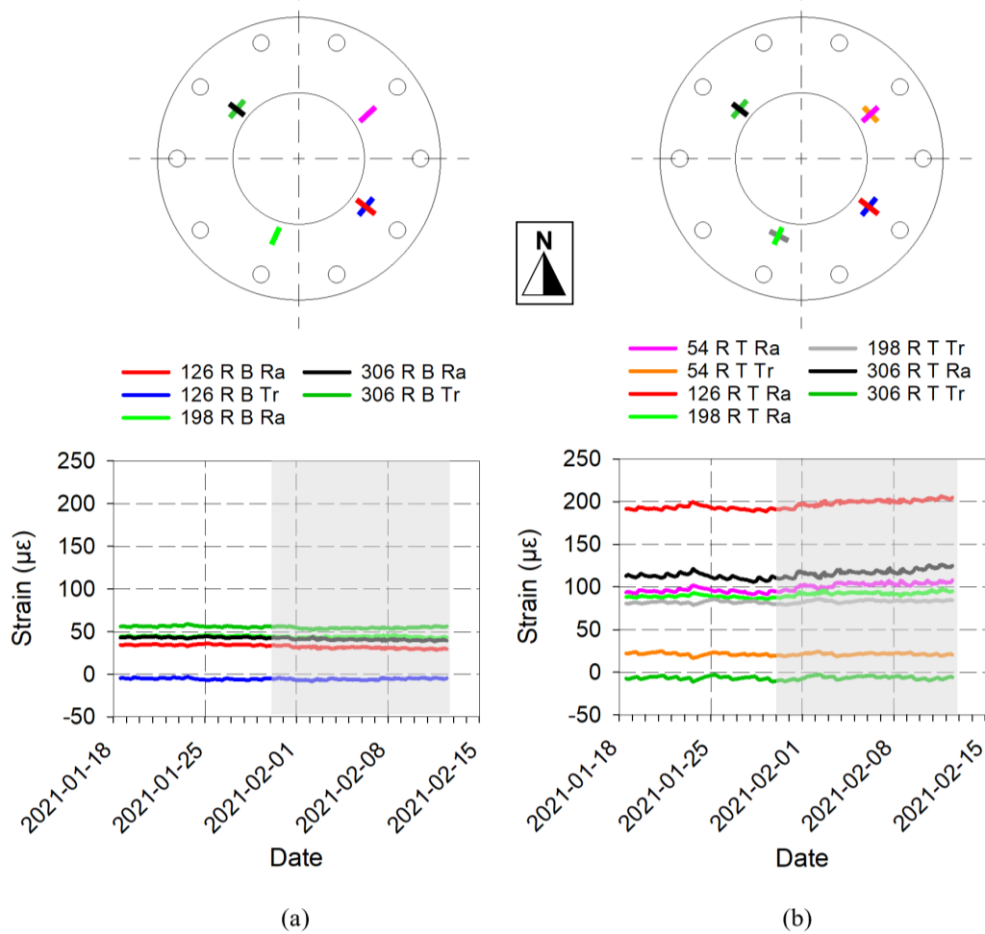 N
126 R B Ra
306 R B Ra
126 R B Tr
306 R B Tr
198 R B Ra
54 R T Ra
198 R T Tr
54 R T Tr
306 R T Ra
126 R T Ra
306 R T Tr
198 R T Ra
250
200
150
100
50
0
-50
Strain (με)
2021-01-18
2021-01-25
2021-02-01
2021-02-08
2021-02-15
Date
250
200
150
100
50
0
-50
Strain (με)
2021-01-18
2021-01-25
2021-02-01
2021-02-08
2021-02-15
Date
(a)
(b)